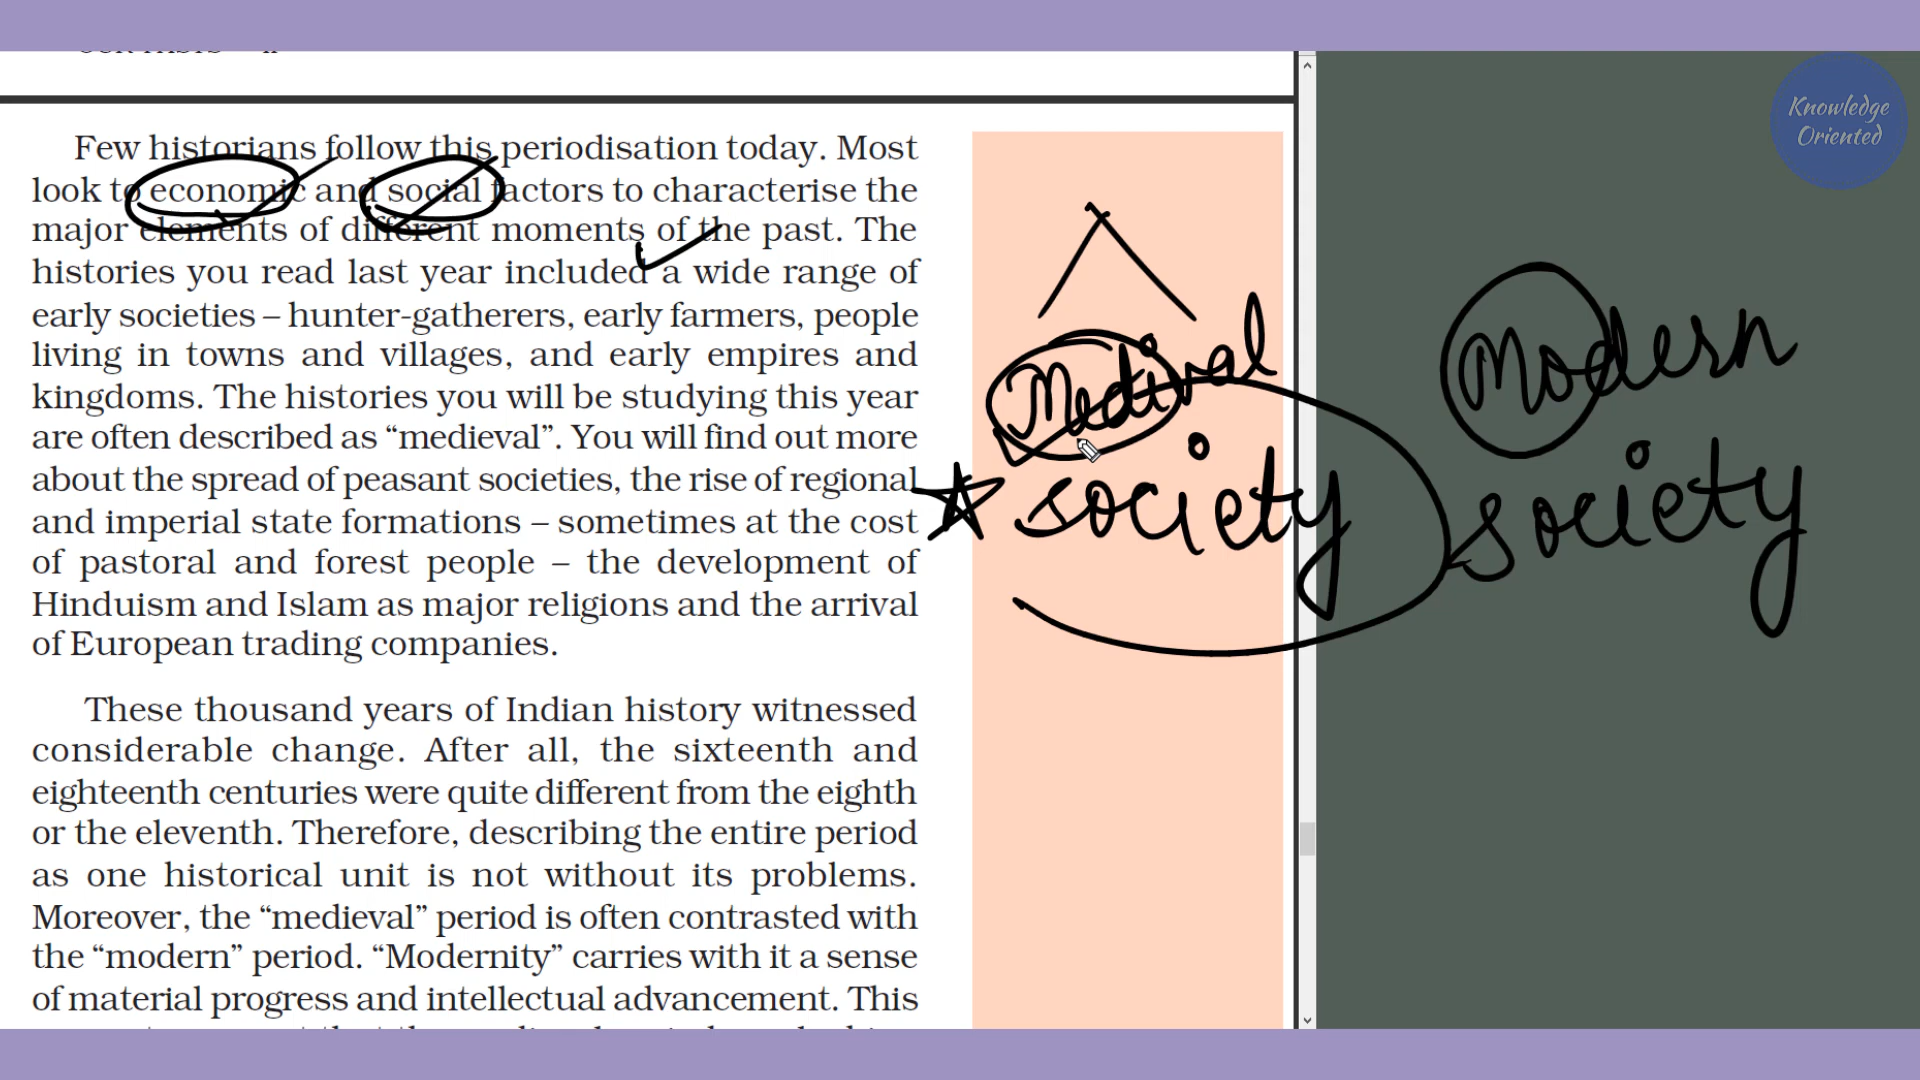 OUR PASTS – II
Few historians follow this periodisation today. Most
look to economic and social factors to characterise the
major elements of different moments of the past. The
histories you read last year included a wide range of
early societies – hunter-gatherers, early farmers, people
living in towns and villages, and early empires and
kingdoms. The histories you will be studying this year
are often described as “medieval”. You will find out more
about the spread of peasant societies, the rise of regional
and imperial state formations – sometimes at the cost
of pastoral and forest people – the development of
Hinduism and Islam as major religions and the arrival
of European trading companies.
These thousand years of Indian history witnessed
considerable change. After all, the sixteenth and
eighteenth centuries were quite different from the eighth
or the eleventh. Therefore, describing the entire period
as one historical unit is not without its problems.
Moreover, the “medieval” period is often contrasted with
the “modern” period. “Modernity” carries with it a sense
of material progress and intellectual advancement. This
Medival
society
Modern
society
Knowledge
Oriented